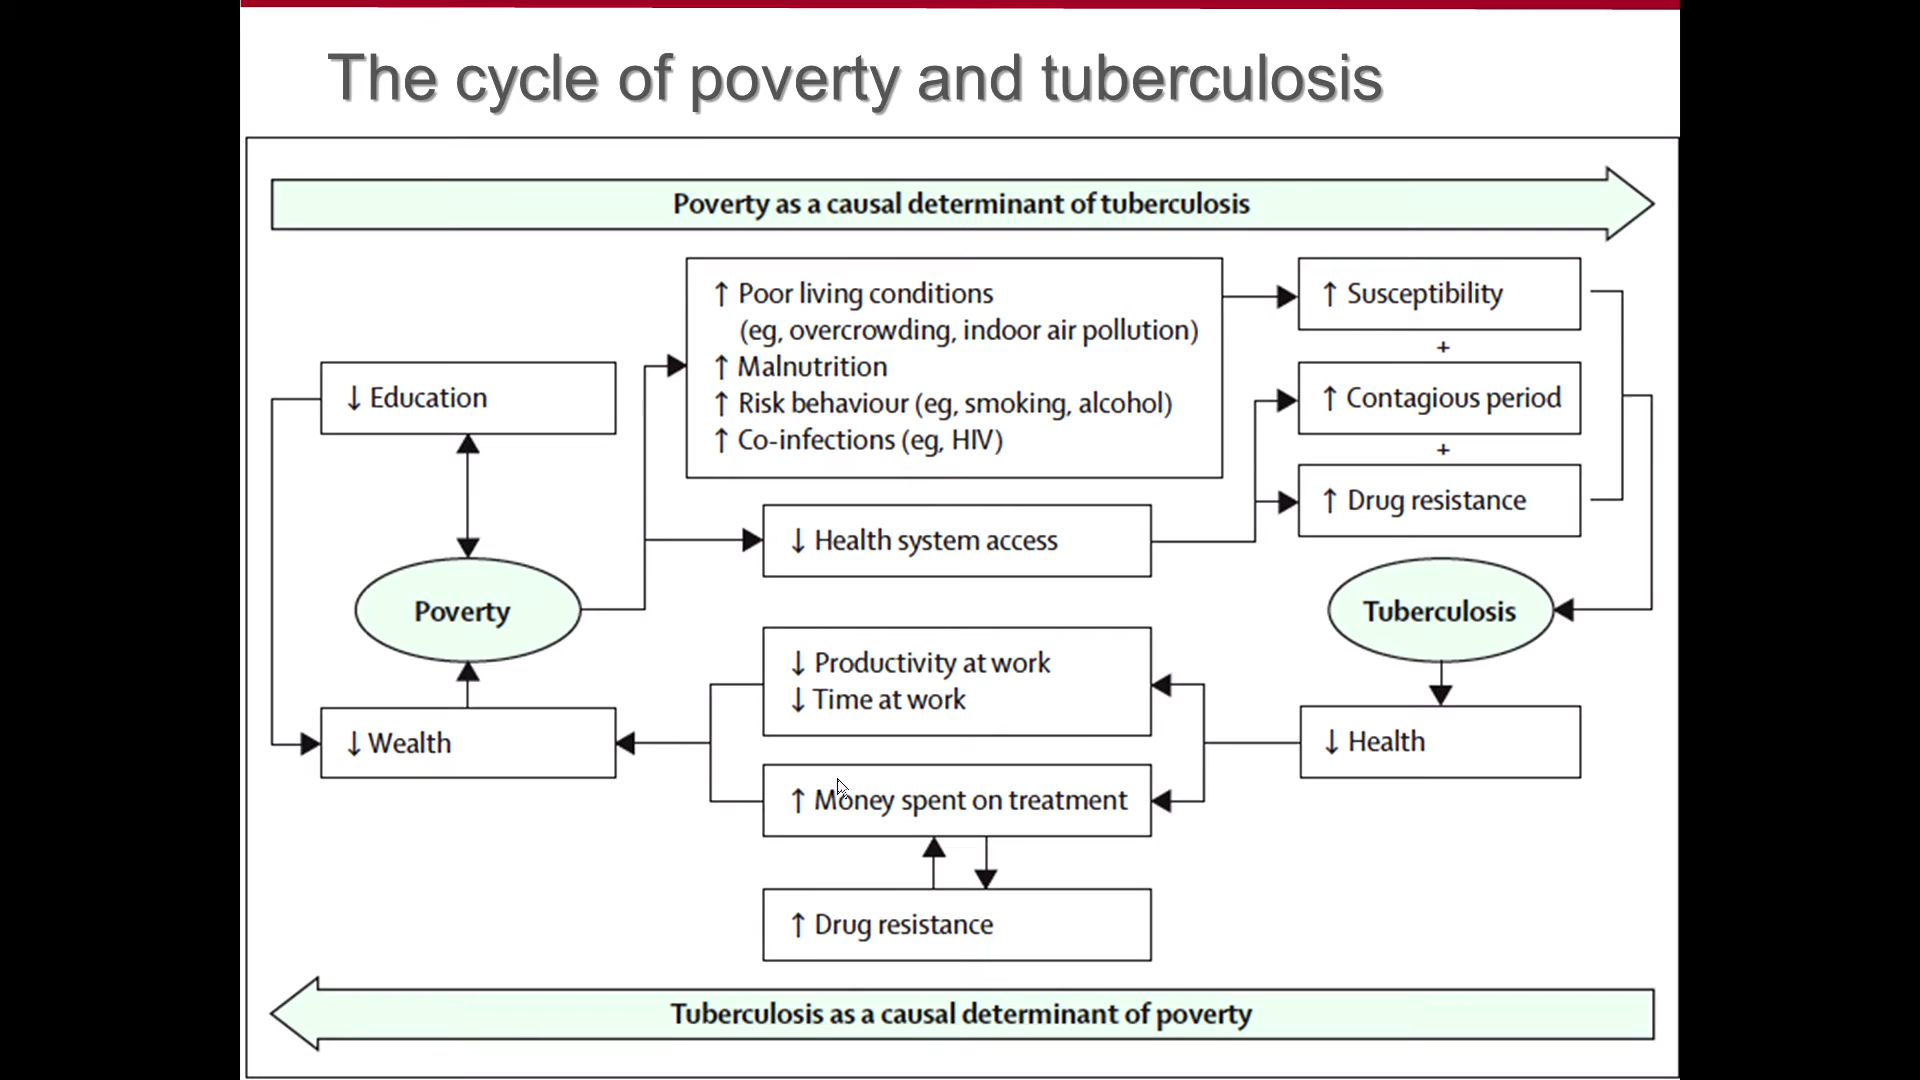 The cycle of poverty and tuberculosis
Poverty as a causal determinant of tuberculosis
↑ Poor living conditions
(eg, overcrowding, indoor air pollution)
↑ Malnutrition
↑ Risk behaviour (eg, smoking, alcohol)
↑ Co-infections (eg, HIV)
↑ Susceptibility
+
↑ Contagious period
+
↑ Drug resistance
↓ Education
↓ Health system access
Poverty
Tuberculosis
↓ Productivity at work
↓ Time at work
↓ Wealth
↓ Health
↑ Money spent on treatment
↑ Drug resistance
Tuberculosis as a causal determinant of poverty